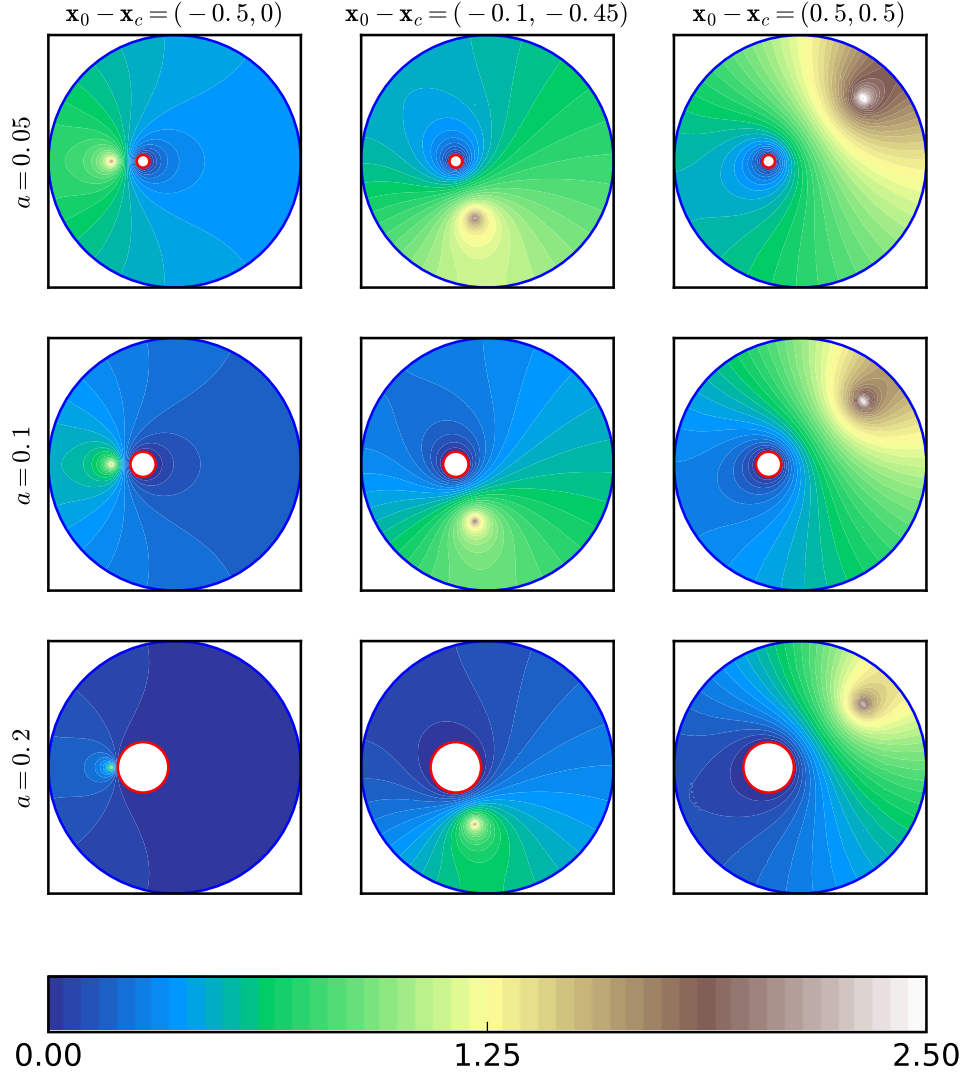 x₀ − x_c = (−0.5, 0)
x₀ − x_c = (−0.1, −0.45)
x₀ − x_c = (0.5, 0.5)
a = 0.05
a = 0.1
a = 0.2
0.00
1.25
2.50